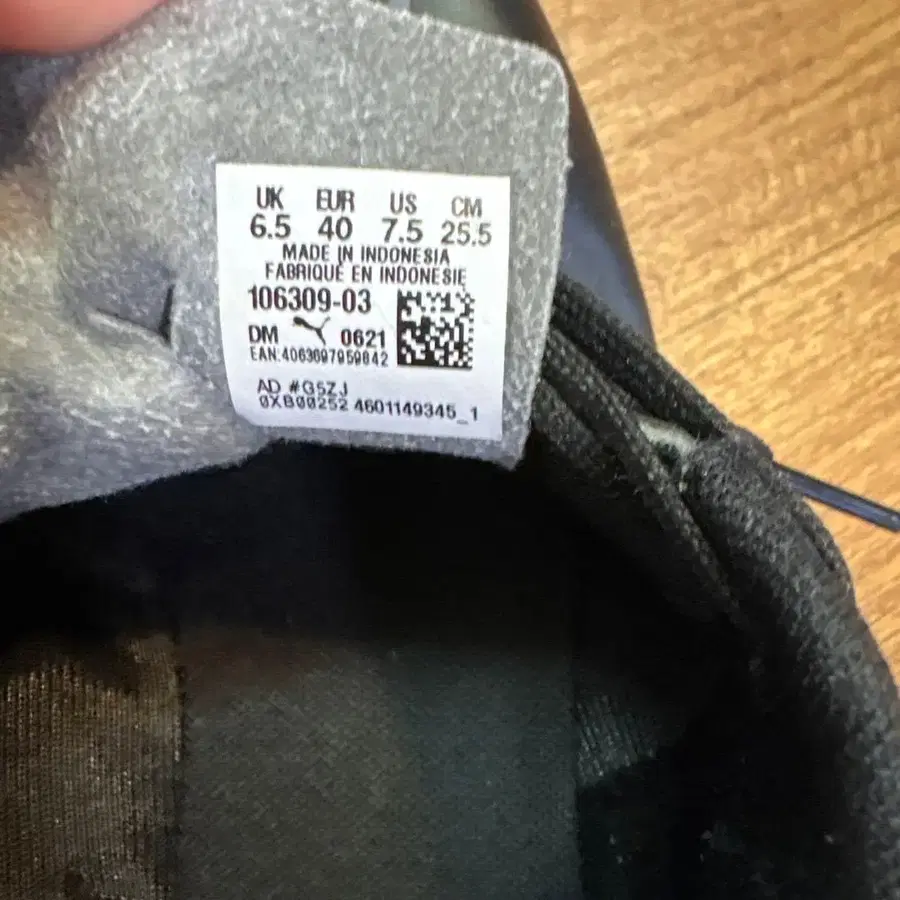 UK EUR US CM
6.5 40 7.5 25.5
MADE IN INDONESIA
FABRIQUÉ EN INDONESIE
106309-03
DM 0621
EAN:4063697959842
AD #G5ZJ
0XB00252 4601149345_1